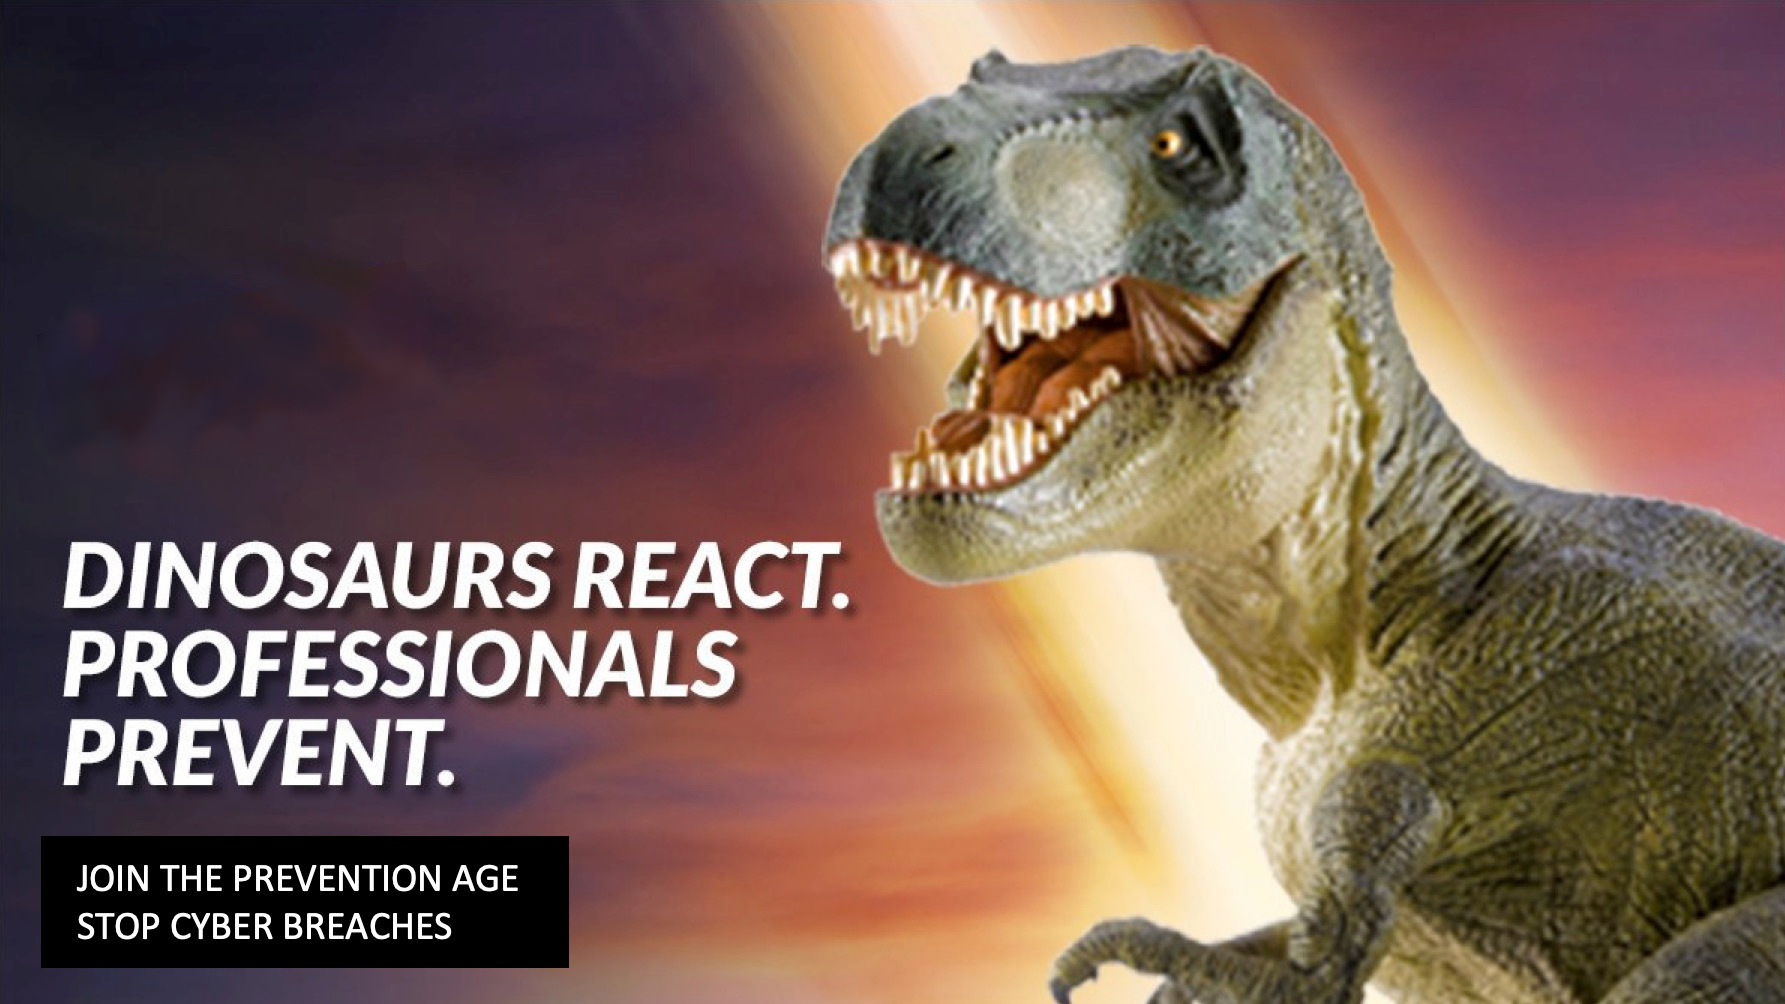 DINOSAURS REACT.
PROFESSIONALS
PREVENT.
JOIN THE PREVENTION AGE
STOP CYBER BREACHES